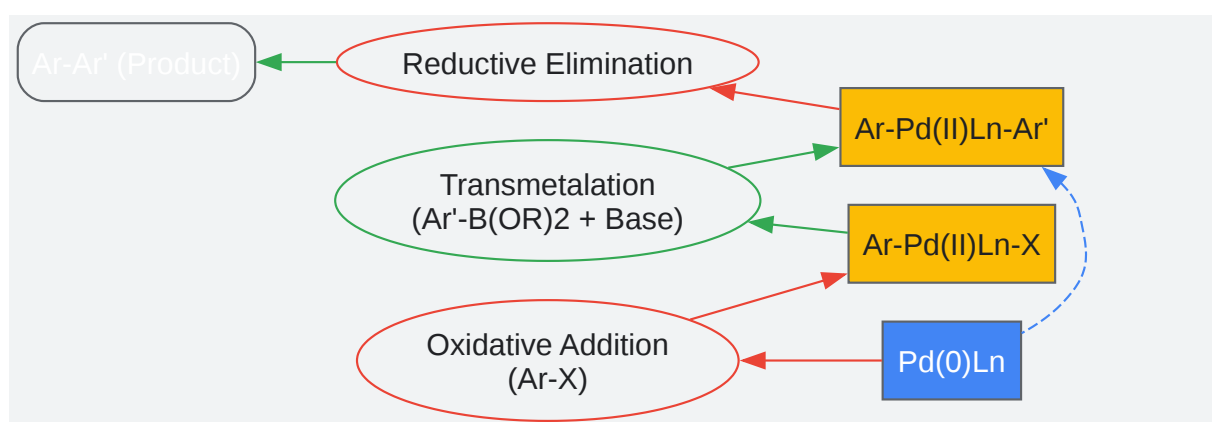 Ar-Ar' (Product)
Reductive Elimination
Ar-Pd(II)Ln-Ar'
Transmetalation
(Ar'-B(OR)2 + Base)
Ar-Pd(II)Ln-X
Oxidative Addition
(Ar-X)
Pd(0)Ln